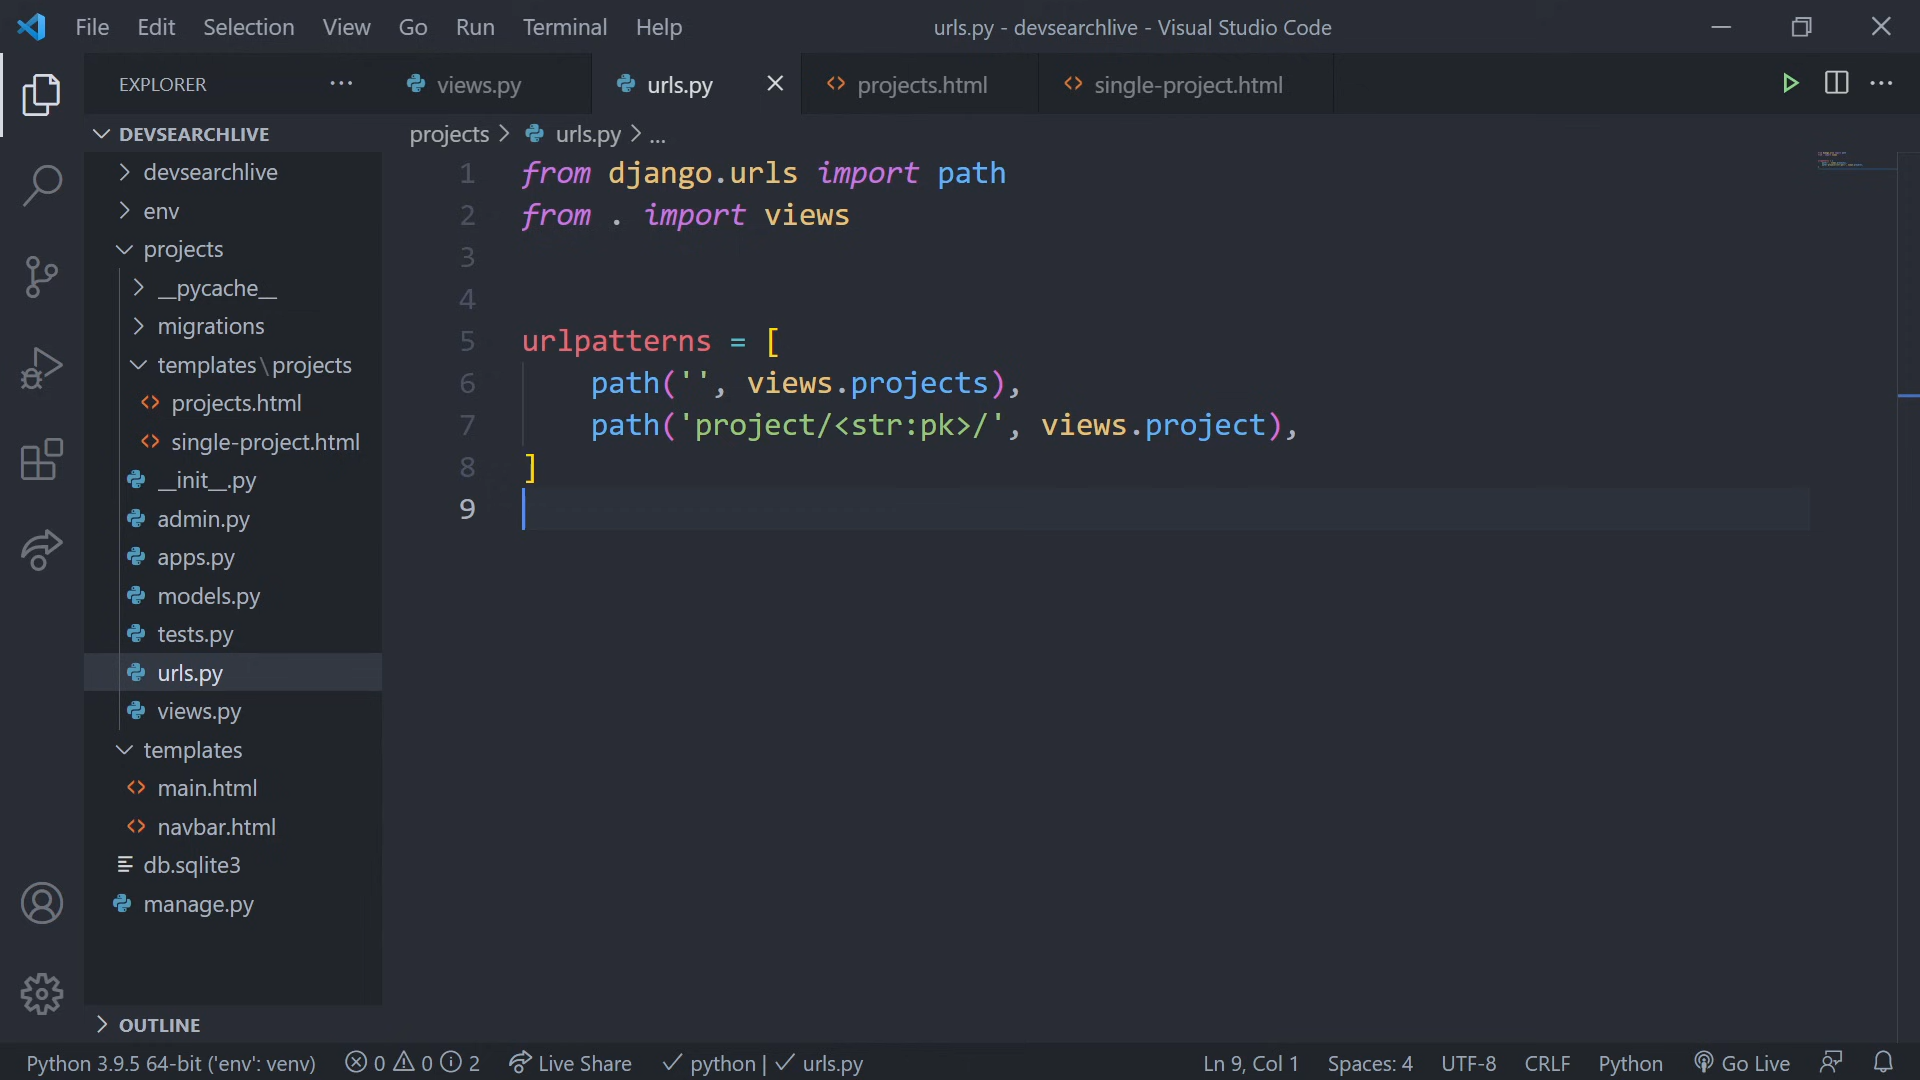 File Edit Selection View Go Run Terminal Help
urls.py - devsearchlive - Visual Studio Code
EXPLORER
views.py
urls.py
projects.html
single-project.html
DEVSEARCHLIVE
devsearchlive
env
projects
__pycache__
migrations
templates\projects
projects.html
single-project.html
__init__.py
admin.py
apps.py
models.py
tests.py
urls.py
views.py
templates
main.html
navbar.html
db.sqlite3
manage.py
OUTLINE
projects > urls.py > ...
1 from django.urls import path
2 from . import views
3
4
5 urlpatterns = [
6     path('', views.projects),
7     path('project/<str:pk>/', views.project),
8 ]
9
Python 3.9.5 64-bit ('env': venv) 0 0 2 Live Share python | urls.py Ln 9, Col 1 Spaces: 4 UTF-8 CRLF Python Go Live